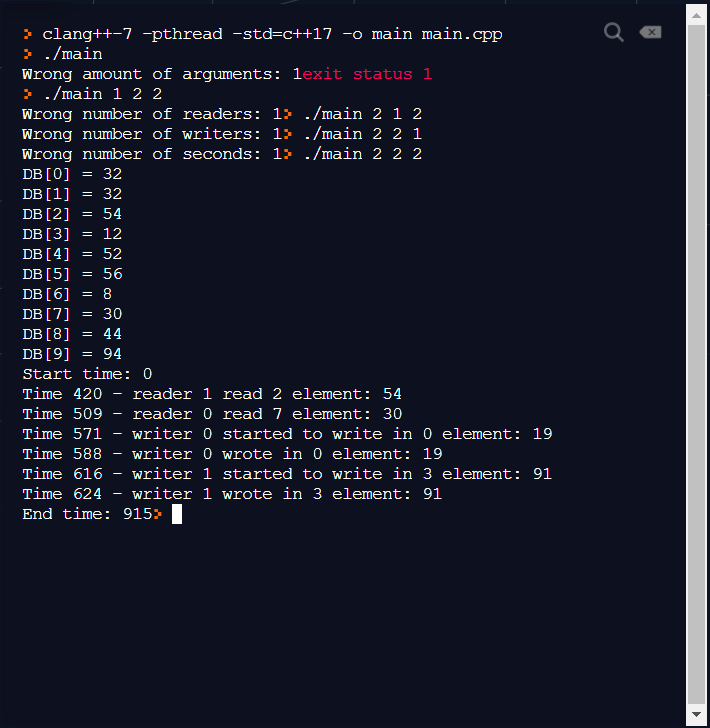 > clang++-7 -pthread -std=c++17 -o main main.cpp
> ./main
Wrong amount of arguments: 1exit status 1
> ./main 1 2 2
Wrong number of readers: 1> ./main 2 1 2
Wrong number of writers: 1> ./main 2 2 1
Wrong number of seconds: 1> ./main 2 2 2
DB[0] = 32
DB[1] = 32
DB[2] = 54
DB[3] = 12
DB[4] = 52
DB[5] = 56
DB[6] = 8
DB[7] = 30
DB[8] = 44
DB[9] = 94
Start time: 0
Time 420 - reader 1 read 2 element: 54
Time 509 - reader 0 read 7 element: 30
Time 571 - writer 0 started to write in 0 element: 19
Time 588 - writer 0 wrote in 0 element: 19
Time 616 - writer 1 started to write in 3 element: 91
Time 624 - writer 1 wrote in 3 element: 91
End time: 915>